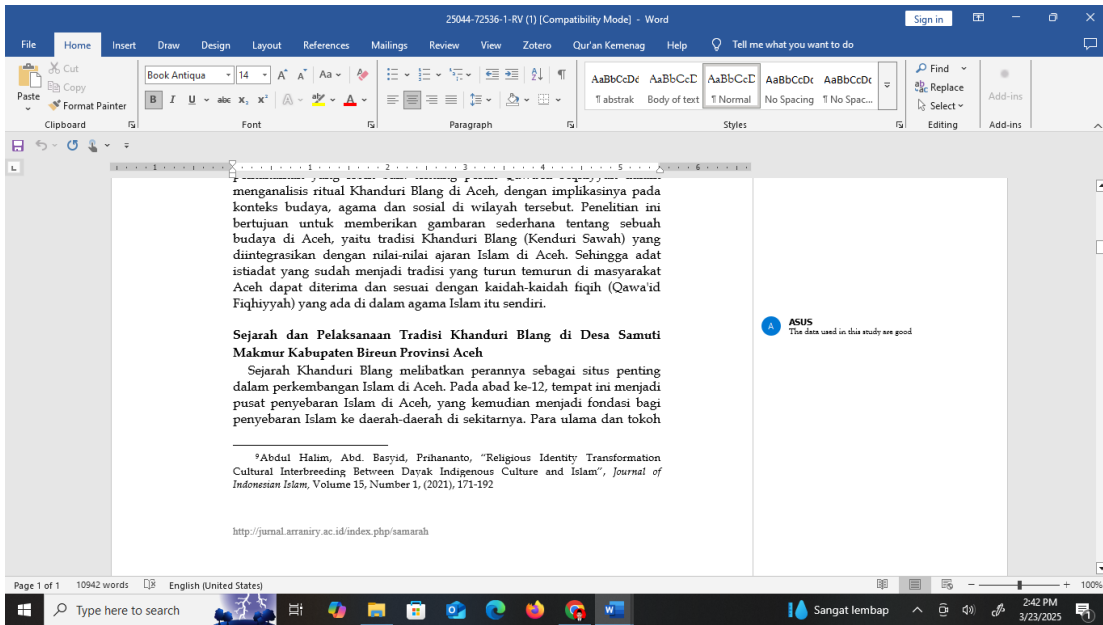 25044-72536-1-RV (1) [Compatibility Mode] - Word
Sign in
File Home Insert Draw Design Layout References Mailings Review View Zotero Qur'an Kemenag Help Tell me what you want to do
Paste
Cut
Copy
Format Painter
Clipboard
Book Antiqua 14
Font
Paragraph
AaBbCcDd AaBbCcD AaBbCcD AaBbCcDc AaBbCcDc
¶ abstrak Body of text ¶ Normal No Spacing ¶ No Spac...
Styles
Find
Replace
Select
Editing
Add-ins
Add-ins
1 1 2 3 4 5 6
menganalisis ritual Khanduri Blang di Aceh, dengan implikasinya pada
konteks budaya, agama dan sosial di wilayah tersebut. Penelitian ini
bertujuan untuk memberikan gambaran sederhana tentang sebuah
budaya di Aceh, yaitu tradisi Khanduri Blang (Kenduri Sawah) yang
diintegrasikan dengan nilai-nilai ajaran Islam di Aceh. Sehingga adat
istiadat yang sudah menjadi tradisi yang turun temurun di masyarakat
Aceh dapat diterima dan sesuai dengan kaidah-kaidah fiqih (Qawa'id
Fiqhiyyah) yang ada di dalam agama Islam itu sendiri.
Sejarah dan Pelaksanaan Tradisi Khanduri Blang di Desa Samuti
Makmur Kabupaten Bireun Provinsi Aceh
Sejarah Khanduri Blang melibatkan perannya sebagai situs penting
dalam perkembangan Islam di Aceh. Pada abad ke-12, tempat ini menjadi
pusat penyebaran Islam di Aceh, yang kemudian menjadi fondasi bagi
penyebaran Islam ke daerah-daerah di sekitarnya. Para ulama dan tokoh
⁹Abdul Halim, Abd. Basyid, Prihananto, “Religious Identity Transformation
Cultural Interbreeding Between Dayak Indigenous Culture and Islam”, Journal of
Indonesian Islam, Volume 15, Number 1, (2021), 171-192
http://jurnal.arraniry.ac.id/index.php/samarah
A
ASUS
The data used in this study are good
Page 1 of 1 10942 words English (United States) 100%
Type here to search
Sangat lembap
2:42 PM
3/23/2025